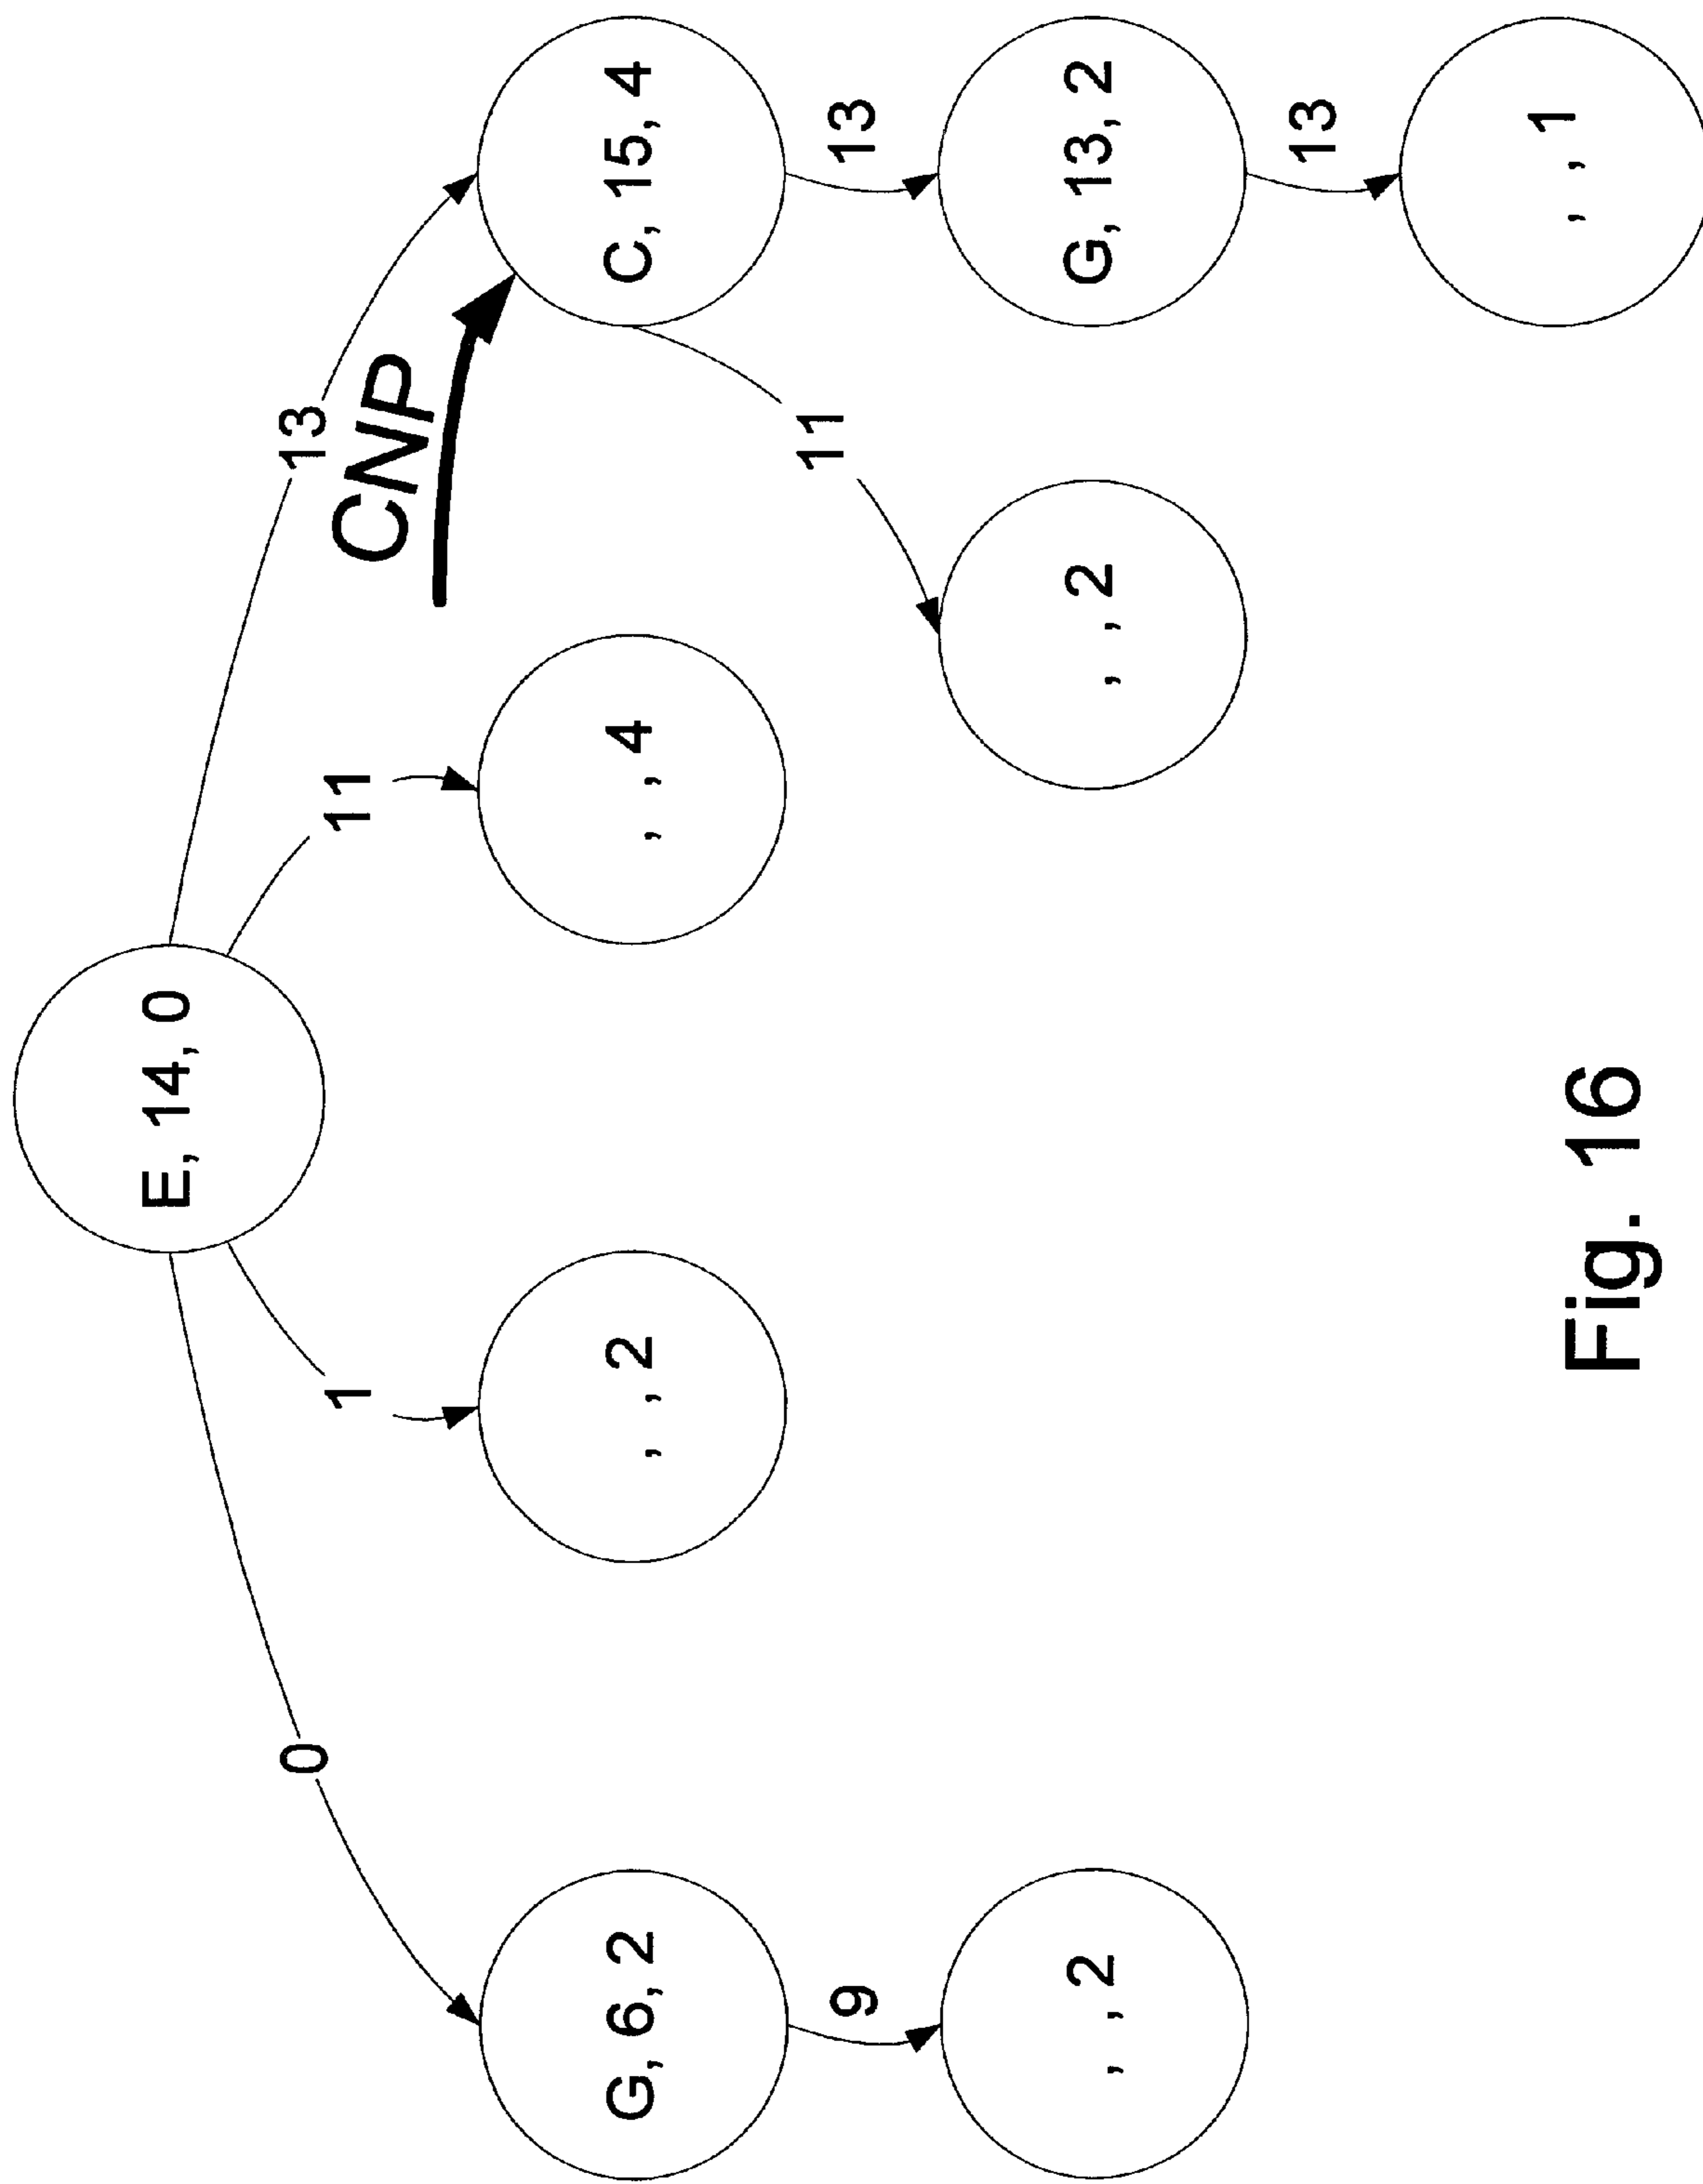 E, 14, 0
0
1
11
13
CNP
G, 6, 2
, , 2
, , 4
C, 15, 4
9
11
13
, , 2
, , 2
G, 13, 2
13
, , 1
Fig. 16